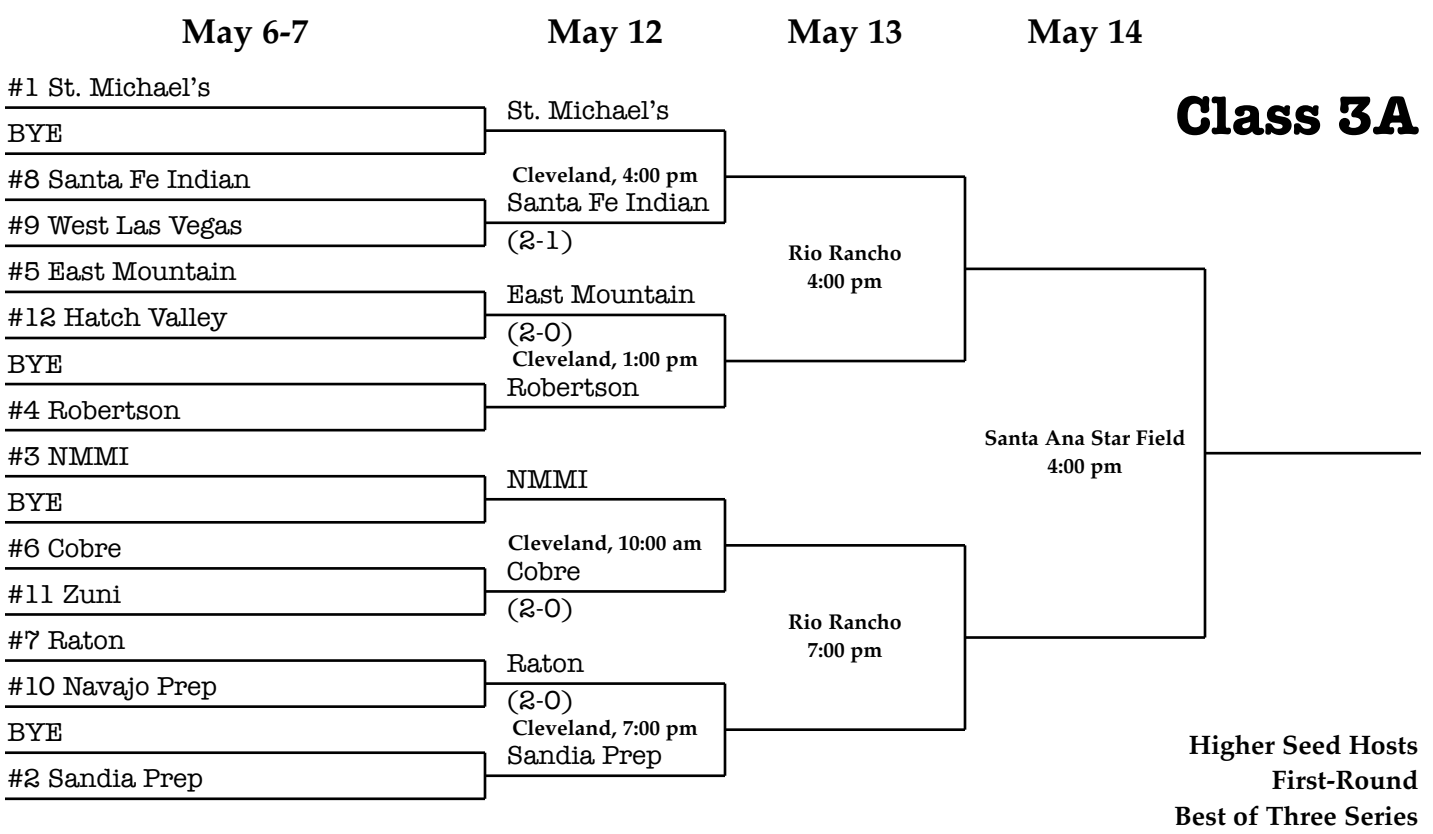 May 6-7
May 12
May 13
May 14
Class 3A
#1 St. Michael's
BYE
#8 Santa Fe Indian
#9 West Las Vegas
#5 East Mountain
#12 Hatch Valley
BYE
#4 Robertson
#3 NMMI
BYE
#6 Cobre
#11 Zuni
#7 Raton
#10 Navajo Prep
BYE
#2 Sandia Prep
St. Michael's
Cleveland, 4:00 pm
Santa Fe Indian
(2-1)
East Mountain
(2-0)
Cleveland, 1:00 pm
Robertson
NMMI
Cleveland, 10:00 am
Cobre
(2-0)
Raton
(2-0)
Cleveland, 7:00 pm
Sandia Prep
Rio Rancho
4:00 pm
Rio Rancho
7:00 pm
Santa Ana Star Field
4:00 pm
Higher Seed Hosts
First-Round
Best of Three Series